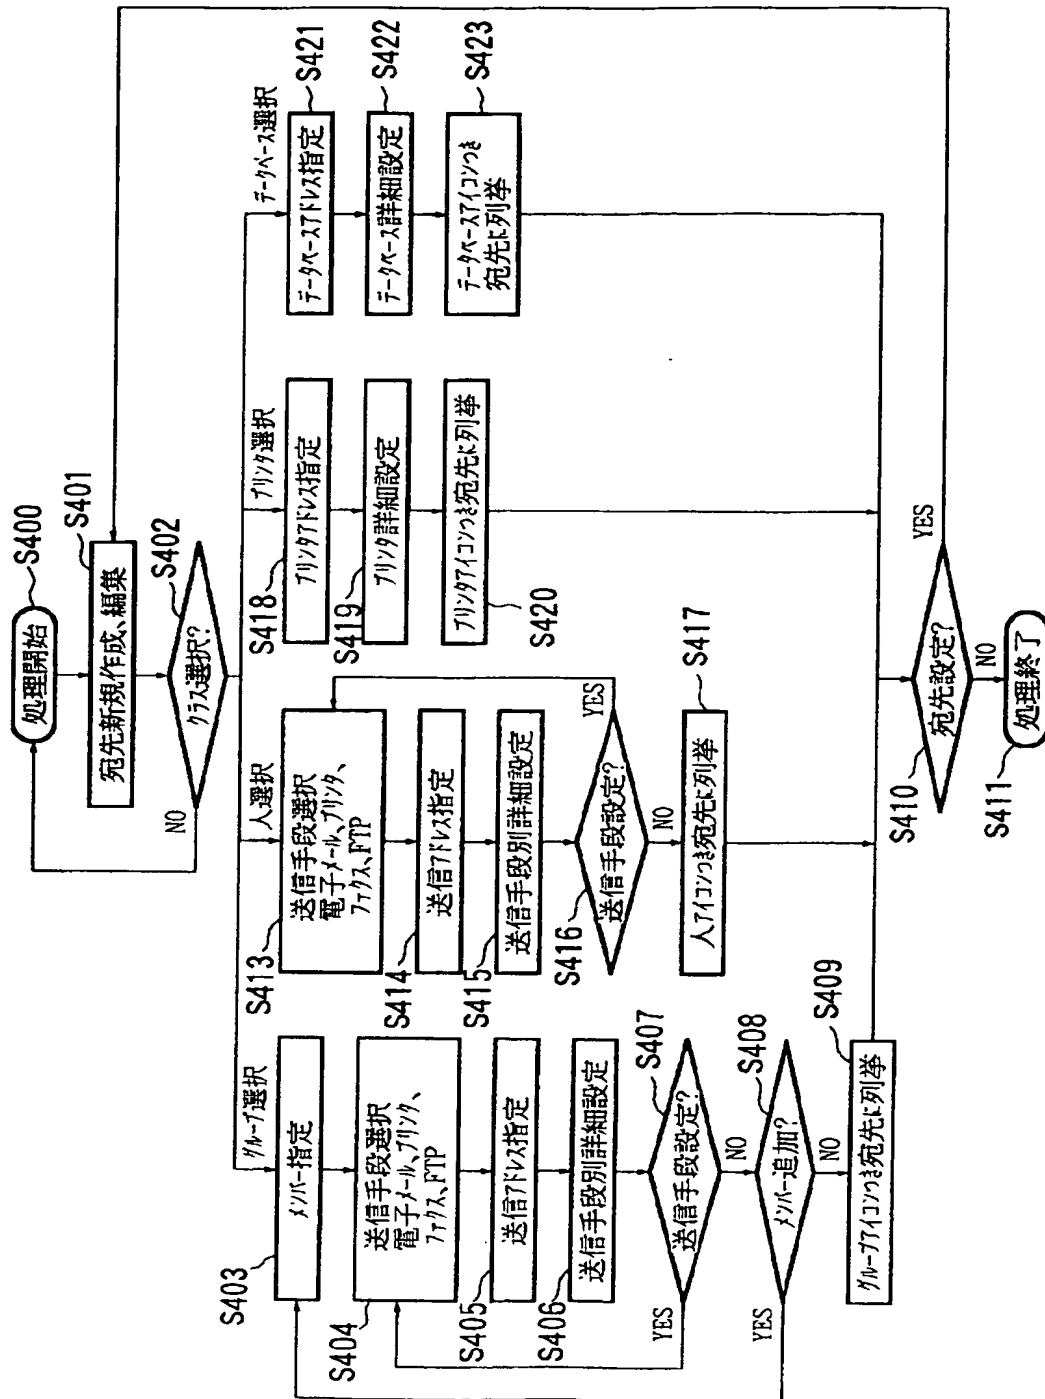 処理開始
S400
宛先新規作成、編集
S401
クラス選択?
S402
NO
グループ選択
メンバー指定
S403
送信手段選択
電子メール、プリンタ、
ファクス、FTP
S404
送信アドレス指定
S405
送信手段別詳細設定
S406
送信手段設定?
S407
YES
NO
メンバー追加?
S408
YES
NO
グループアイコンつき宛先に列挙
S409
人選択
送信手段選択
電子メール、プリンタ、
ファクス、FTP
S413
送信アドレス指定
S414
送信手段別詳細設定
S415
送信手段設定?
S416
YES
NO
人アイコンつき宛先に列挙
S417
プリンタ選択
プリンタアドレス指定
S418
プリンタ詳細設定
S419
プリンタアイコンつき宛先に列挙
S420
データベース選択
データベースアドレス指定
S421
データベース詳細設定
S422
データベースアイコンつき
宛先に列挙
S423
宛先設定?
S410
YES
NO
処理終了
S411